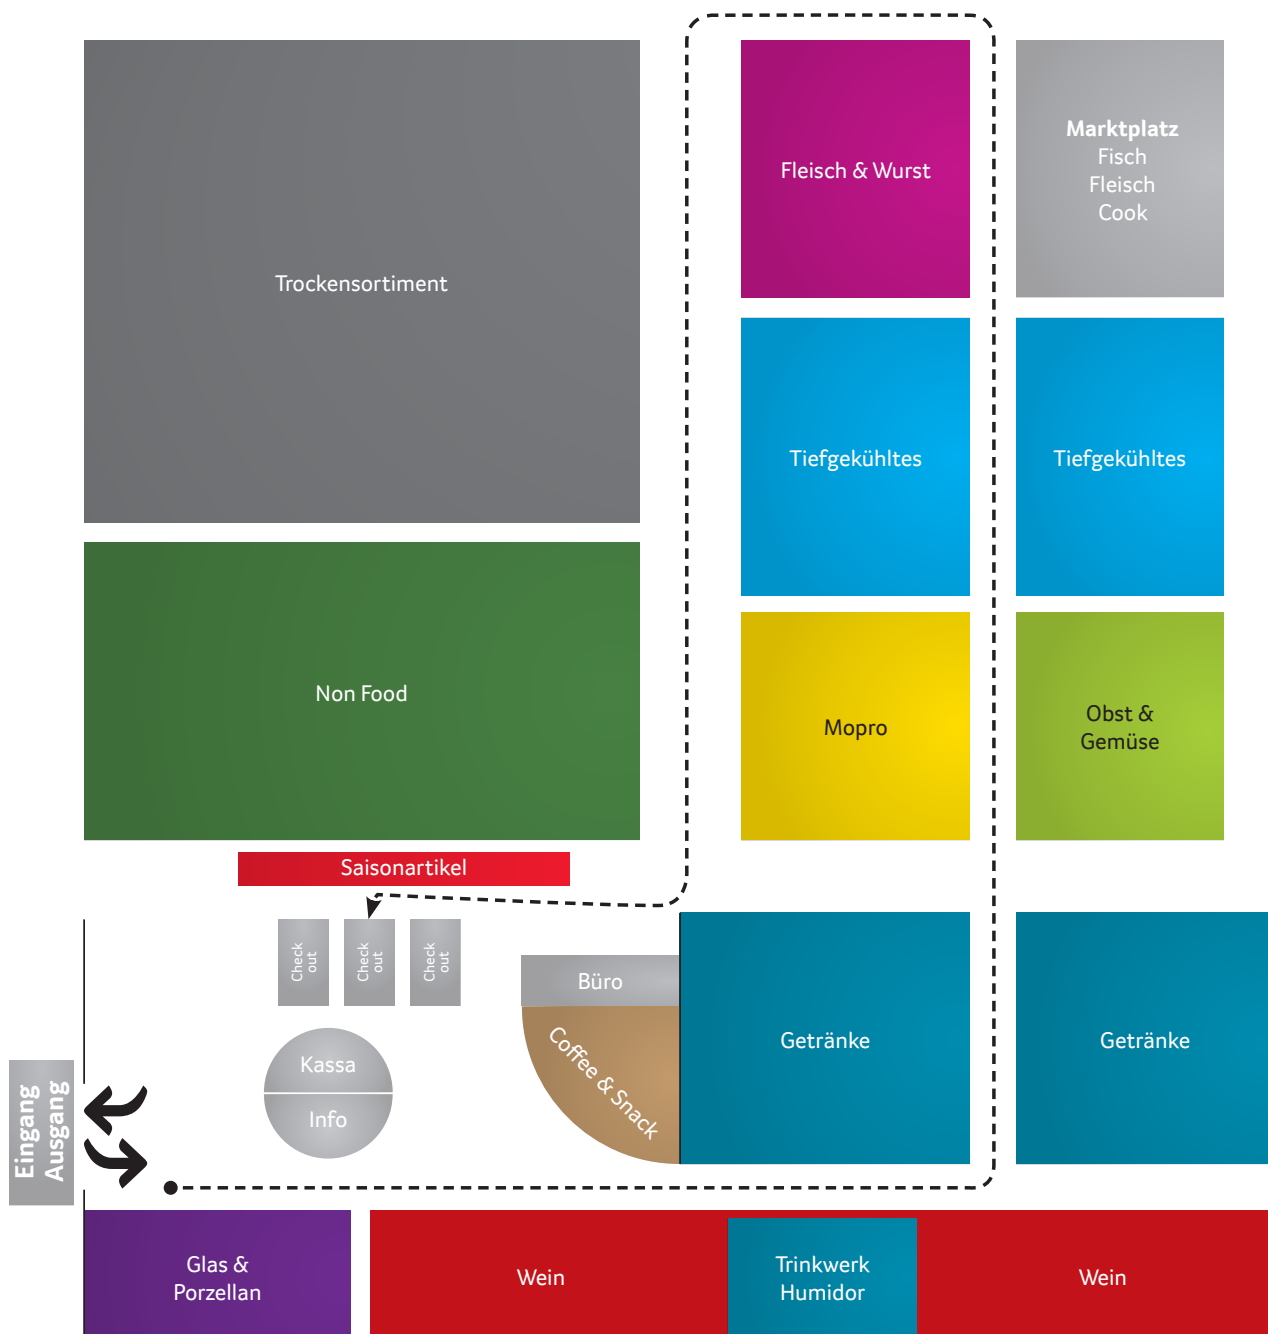 Fleisch & Wurst
Marktplatz
Fisch
Fleisch
Cook
Trockensortiment
Tiefgekühltes
Tiefgekühltes
Non Food
Mopro
Obst &
Gemüse
Saisonartikel
Check
out
Check
out
Check
out
Büro
Coffee & Snack
Getränke
Getränke
Kassa
Info
Eingang
Ausgang
Glas &
Porzellan
Wein
Trinkwerk
Humidor
Wein